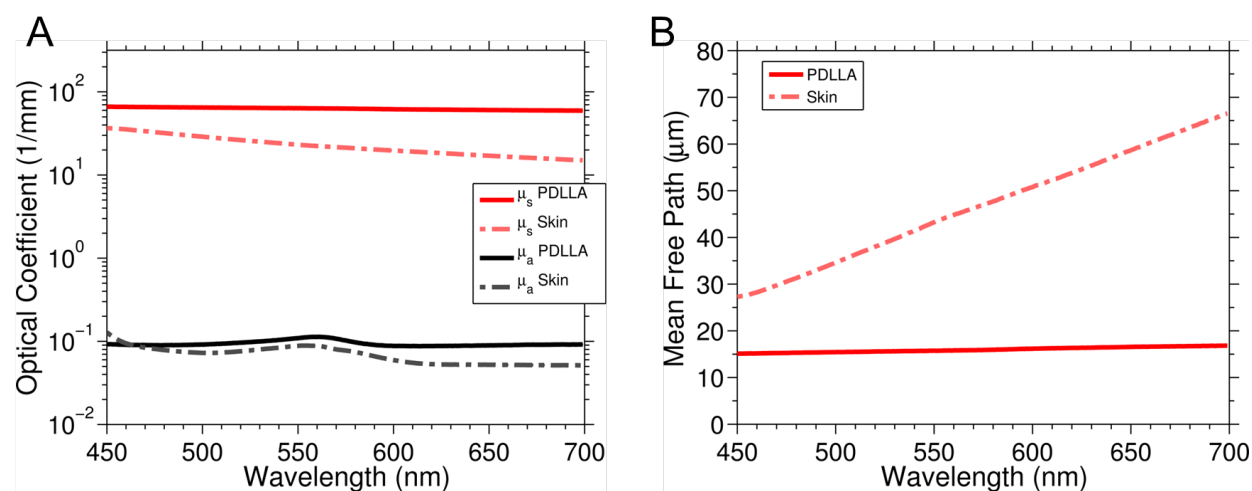 A
Optical Coefficient (1/mm)
10²
10¹
10⁰
10⁻¹
10⁻²
μs PDLLA
μs Skin
μa PDLLA
μa Skin
450 500 550 600 650 700
Wavelength (nm)
B
Mean Free Path (μm)
80
70
60
50
40
30
20
10
0
PDLLA
Skin
450 500 550 600 650 700
Wavelength (nm)